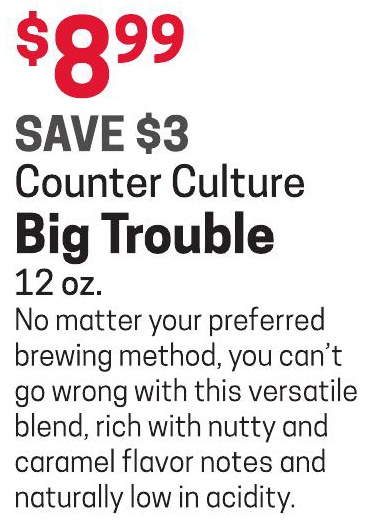 $8.99
SAVE $3
Counter Culture
Big Trouble
12 oz.
No matter your preferred
brewing method, you can’t
go wrong with this versatile
blend, rich with nutty and
caramel flavor notes and
naturally low in acidity.